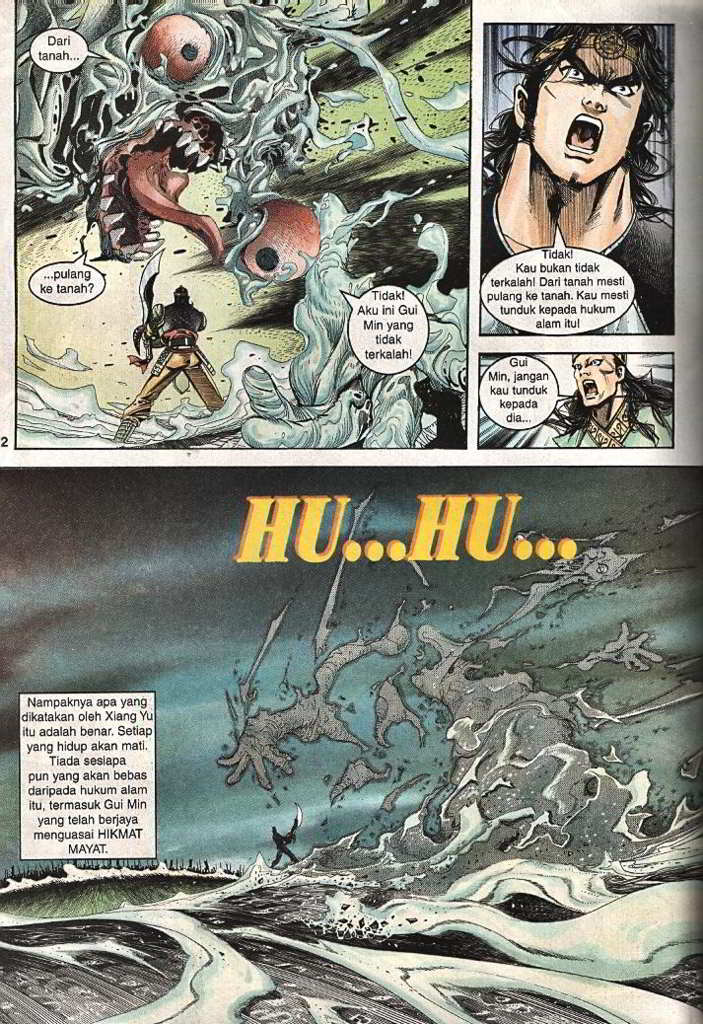 Dari
tanah...
...pulang
ke tanah?
Tidak!
Aku ini Gui
Min yang
tidak
terkalah!
Tidak!
Kau bukan tidak
terkalah! Dari tanah mesti
pulang ke tanah. Kau mesti
tunduk kepada hukum
alam itu!
Gui
Min, jangan
kau tunduk
kepada
dia...
2
HU...HU...
Nampaknya apa yang
dikatakan oleh Xiang Yu
itu adalah benar. Setiap
yang hidup akan mati.
Tiada sesiapa
pun yang akan bebas
daripada hukum alam
itu, termasuk Gui Min
yang telah berjaya
menguasai HIKMAT
MAYAT.